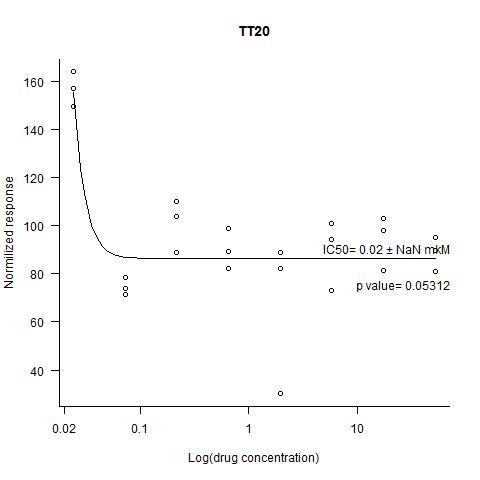 TT20
Normilized response
160
140
120
100
80
60
40
IC50= 0.02 ± NaN mkM
p value= 0.05312
0.02
0.1
1
10
Log(drug concentration)